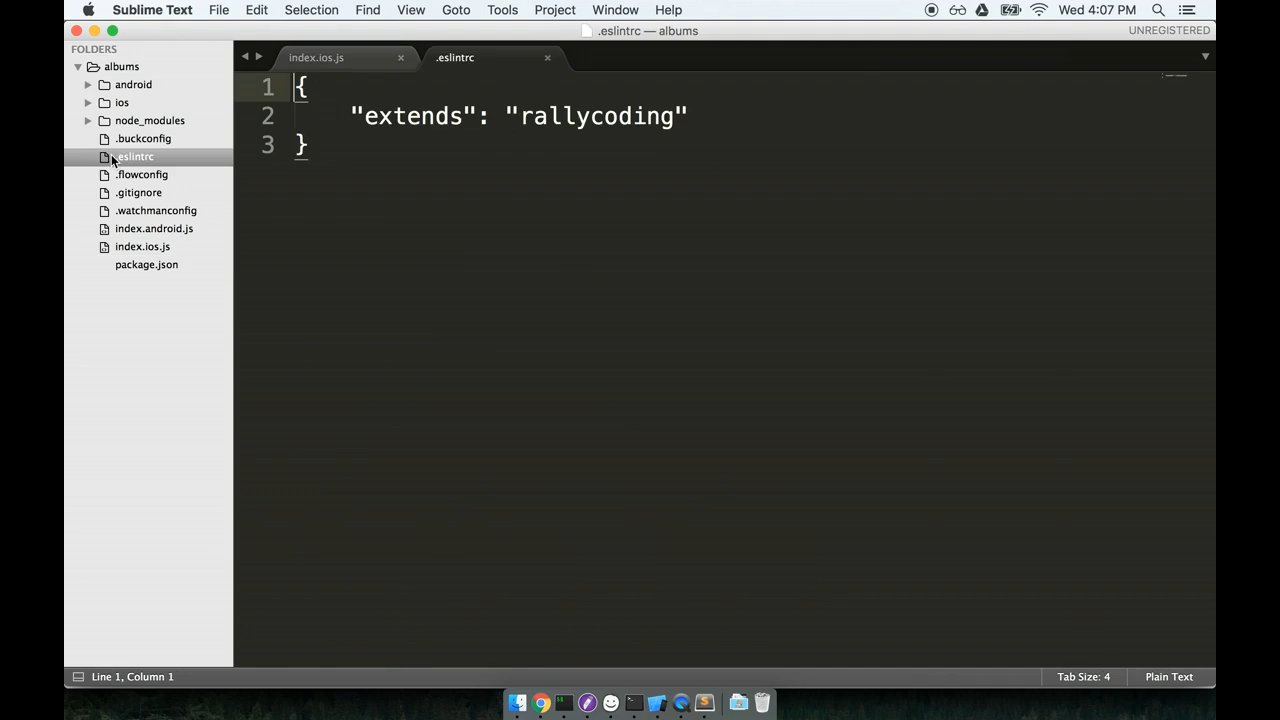 Sublime Text File Edit Selection Find View Goto Tools Project Window Help Wed 4:07 PM
.eslintrc — albums UNREGISTERED
FOLDERS
albums
android
ios
node_modules
.buckconfig
.eslintrc
.flowconfig
.gitignore
.watchmanconfig
index.android.js
index.ios.js
package.json
index.ios.js × .eslintrc ×
1 {
2 "extends": "rallycoding"
3 }
Line 1, Column 1 Tab Size: 4 Plain Text